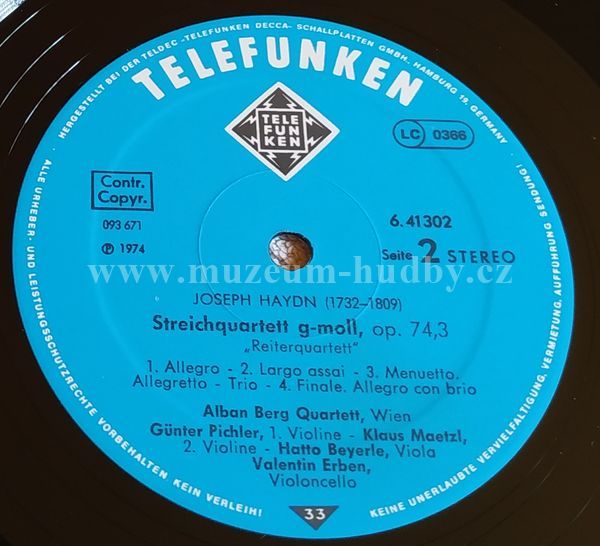 HERGESTELLT BEI DER TELDEC »TELEFUNKEN DECCA« SCHALLPLATTEN GMBH, HAMBURG 19, GERMANY · ALLE URHEBER- UND LEISTUNGSSCHUTZRECHTE VORBEHALTEN KEIN VERLEIH! KEINE UNERLAUBTE VERVIELFÄLTIGUNG, VERMIETUNG, AUFFÜHRUNG SENDUNG!
TELEFUNKEN
TELE
FUN
KEN
LC 0366
Contr.
Copyr.
093 671
℗ 1974
6.41302
Seite 2 STEREO
www.muzeum-hudby.cz
JOSEPH HAYDN (1732–1809)
Streichquartett g-moll, op. 74,3
„Reiterquartett"
1. Allegro - 2. Largo assai - 3. Menuetto.
Allegretto - Trio - 4. Finale. Allegro con brio
Alban Berg Quartett, Wien
Günter Pichler, 1. Violine - Klaus Maetzl,
2. Violine - Hatto Beyerle, Viola
Valentin Erben,
Violoncello
33